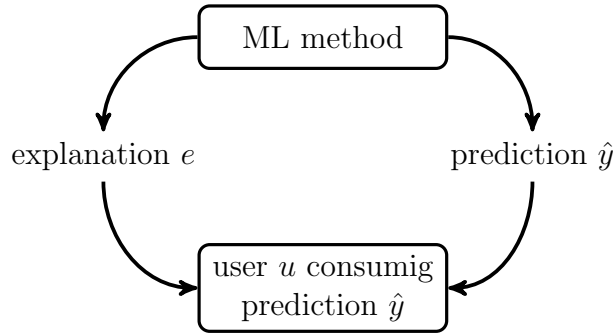 ML method
explanation e
prediction ŷ
user u consumig
prediction ŷ